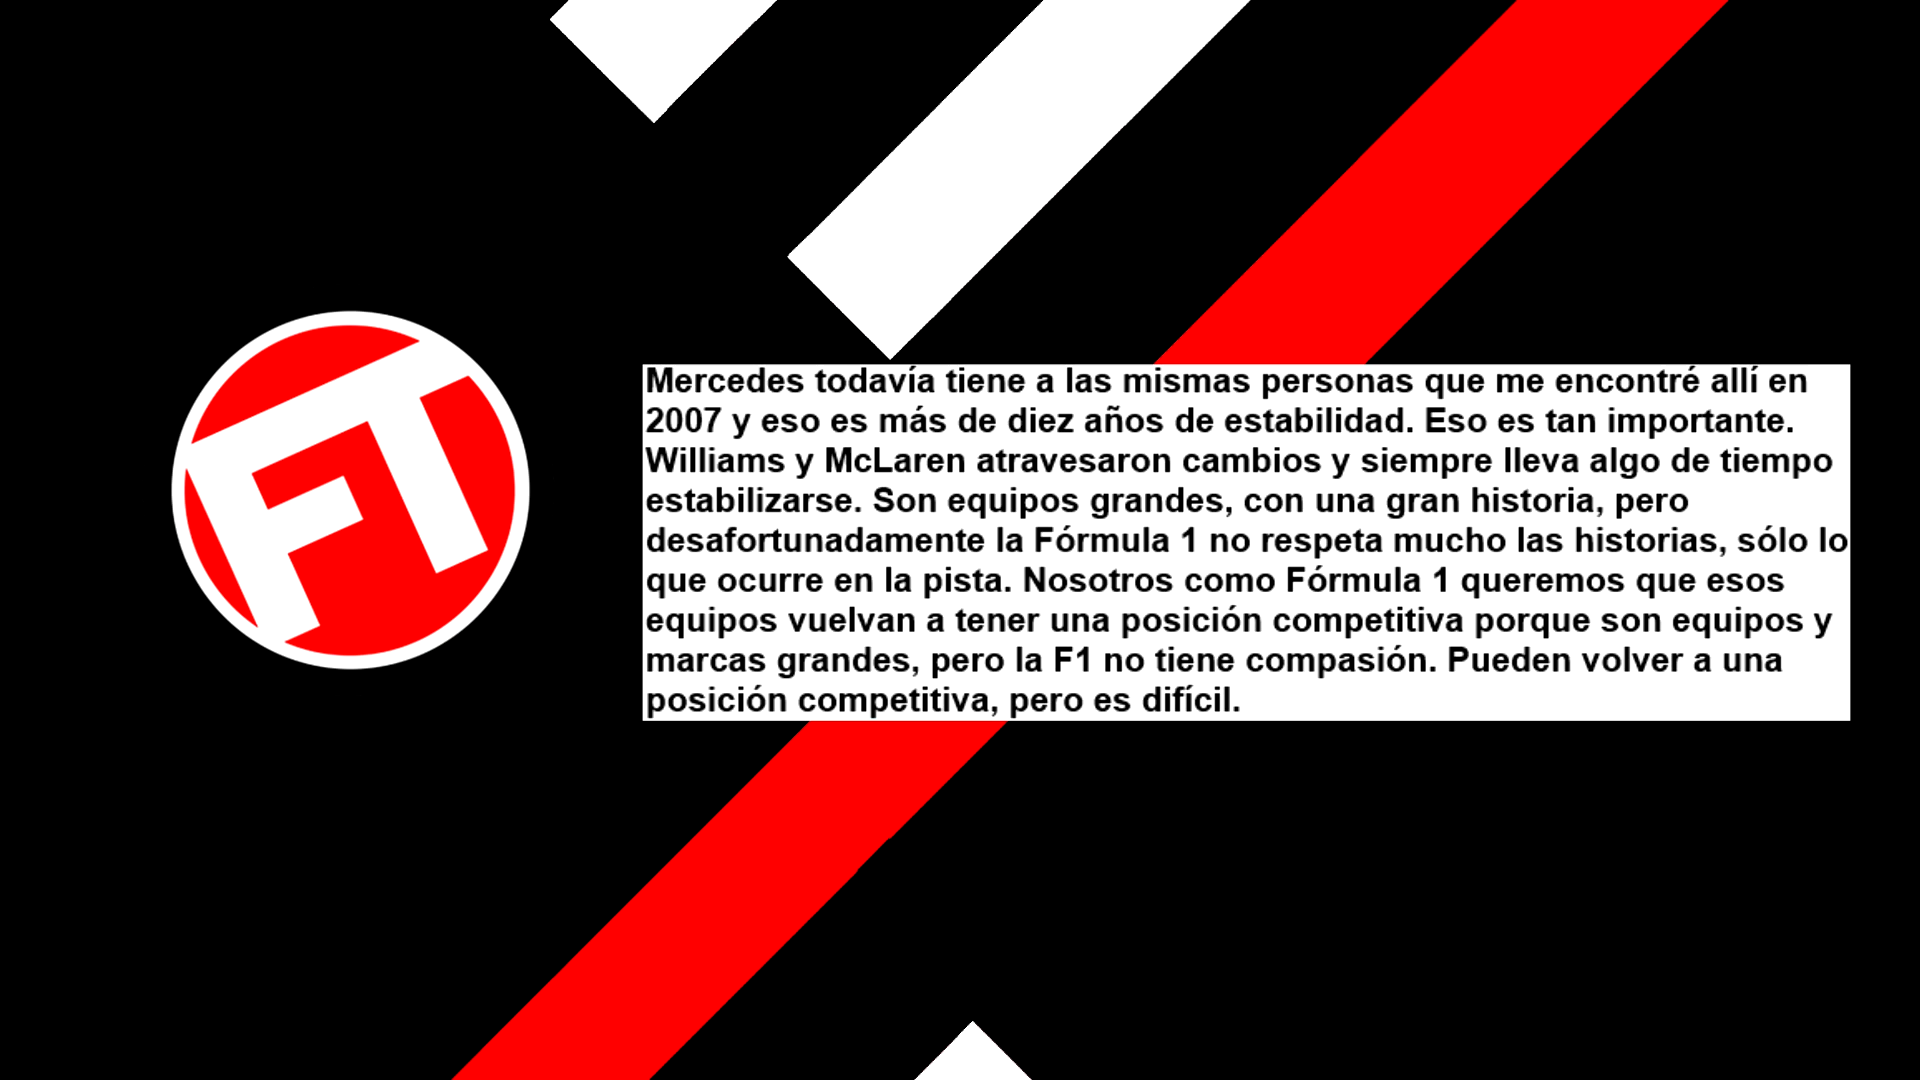 FT
Mercedes todavía tiene a las mismas personas que me encontré allí en
2007 y eso es más de diez años de estabilidad. Eso es tan importante.
Williams y McLaren atravesaron cambios y siempre lleva algo de tiempo
estabilizarse. Son equipos grandes, con una gran historia, pero
desafortunadamente la Fórmula 1 no respeta mucho las historias, sólo lo
que ocurre en la pista. Nosotros como Fórmula 1 queremos que esos
equipos vuelvan a tener una posición competitiva porque son equipos y
marcas grandes, pero la F1 no tiene compasión. Pueden volver a una
posición competitiva, pero es difícil.